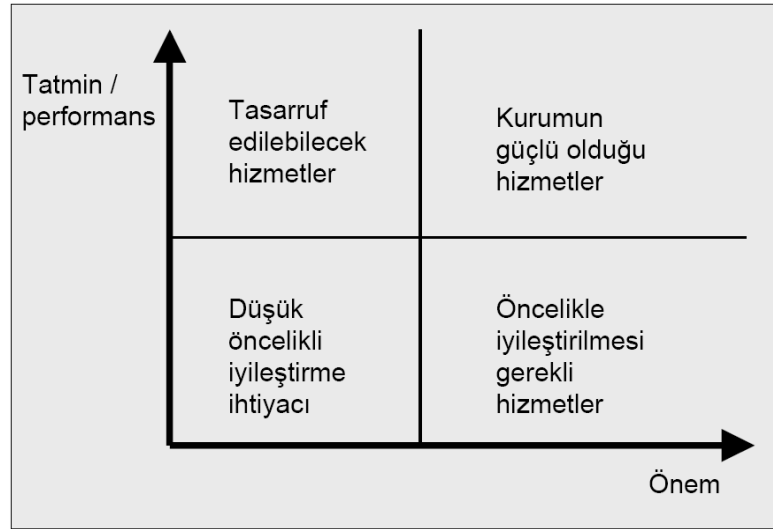 Tatmin /
performans
Tasarruf
edilebilecek
hizmetler
Kurumun
güçlü olduğu
hizmetler
Düşük
öncelikli
iyileştirme
ihtiyacı
Öncelikle
iyileştirilmesi
gerekli
hizmetler
Önem